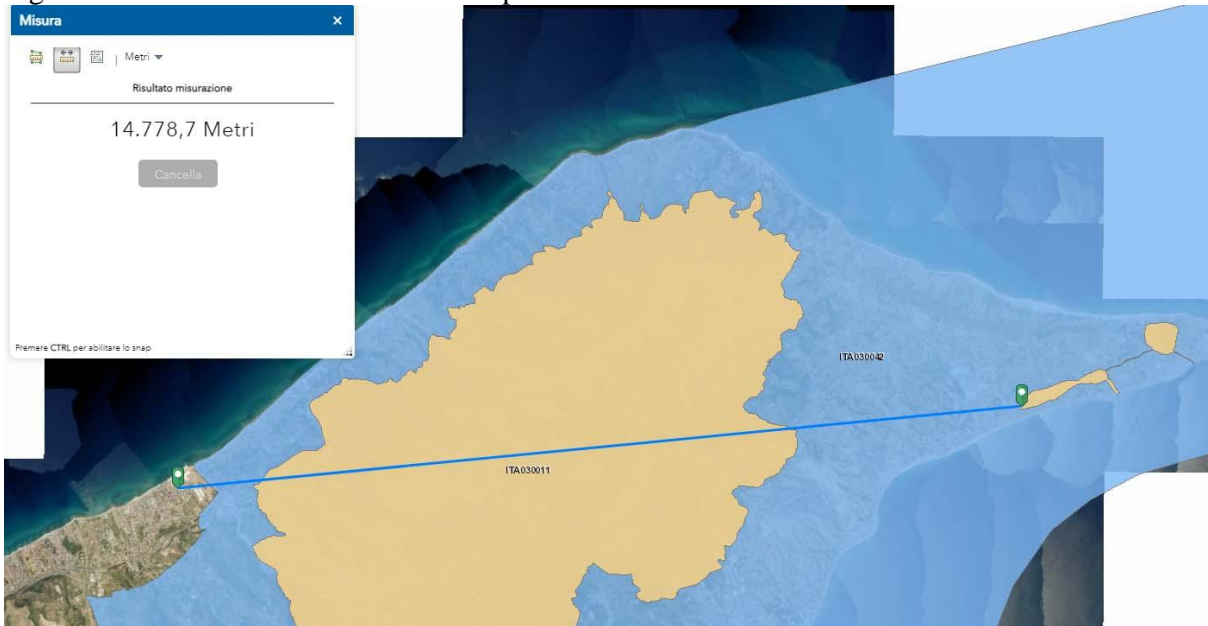 Misura
Metri
Risultato misurazione
14.778,7 Metri
Cancella
Premere CTRL per abilitare lo snap
ITA030042
ITA030011